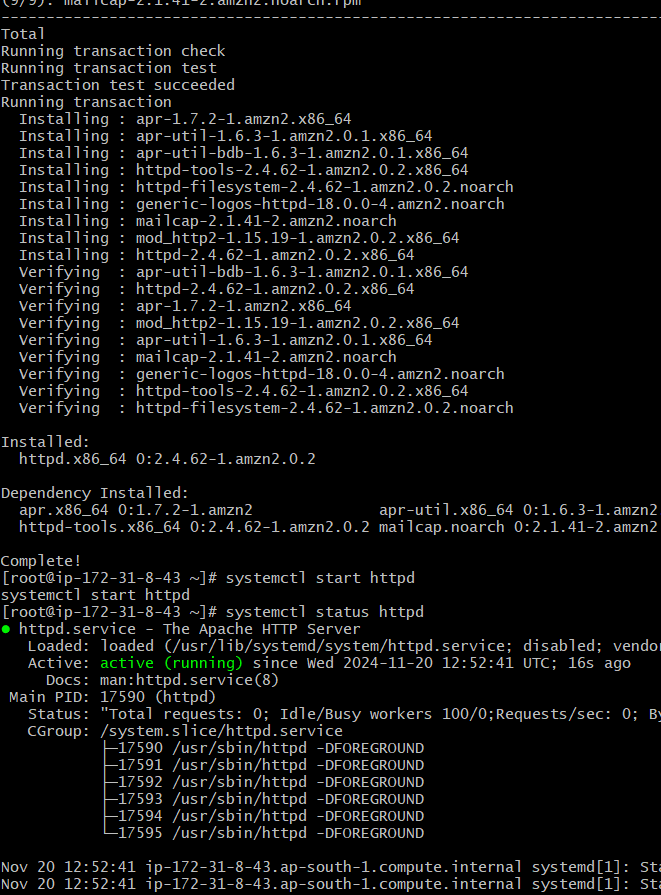 (9/9): mailcap-2.1.41-2.amzn2.noarch.rpm
--------------------------------------------------------------------------
Total
Running transaction check
Running transaction test
Transaction test succeeded
Running transaction
  Installing : apr-1.7.2-1.amzn2.x86_64
  Installing : apr-util-1.6.3-1.amzn2.0.1.x86_64
  Installing : apr-util-bdb-1.6.3-1.amzn2.0.1.x86_64
  Installing : httpd-tools-2.4.62-1.amzn2.0.2.x86_64
  Installing : httpd-filesystem-2.4.62-1.amzn2.0.2.noarch
  Installing : generic-logos-httpd-18.0.0-4.amzn2.noarch
  Installing : mailcap-2.1.41-2.amzn2.noarch
  Installing : mod_http2-1.15.19-1.amzn2.0.2.x86_64
  Installing : httpd-2.4.62-1.amzn2.0.2.x86_64
  Verifying  : apr-util-bdb-1.6.3-1.amzn2.0.1.x86_64
  Verifying  : httpd-2.4.62-1.amzn2.0.2.x86_64
  Verifying  : apr-1.7.2-1.amzn2.x86_64
  Verifying  : mod_http2-1.15.19-1.amzn2.0.2.x86_64
  Verifying  : apr-util-1.6.3-1.amzn2.0.1.x86_64
  Verifying  : mailcap-2.1.41-2.amzn2.noarch
  Verifying  : generic-logos-httpd-18.0.0-4.amzn2.noarch
  Verifying  : httpd-tools-2.4.62-1.amzn2.0.2.x86_64
  Verifying  : httpd-filesystem-2.4.62-1.amzn2.0.2.noarch
Installed:
  httpd.x86_64 0:2.4.62-1.amzn2.0.2
Dependency Installed:
  apr.x86_64 0:1.7.2-1.amzn2              apr-util.x86_64 0:1.6.3-1.amzn2
  httpd-tools.x86_64 0:2.4.62-1.amzn2.0.2 mailcap.noarch 0:2.1.41-2.amzn2
Complete!
[root@ip-172-31-8-43 ~]# systemctl start httpd
systemctl start httpd
[root@ip-172-31-8-43 ~]# systemctl status httpd
● httpd.service - The Apache HTTP Server
   Loaded: loaded (/usr/lib/systemd/system/httpd.service; disabled; vendo
   Active: active (running) since Wed 2024-11-20 12:52:41 UTC; 16s ago
     Docs: man:httpd.service(8)
 Main PID: 17590 (httpd)
   Status: "Total requests: 0; Idle/Busy workers 100/0;Requests/sec: 0; By
   CGroup: /system.slice/httpd.service
           ├─17590 /usr/sbin/httpd -DFOREGROUND
           ├─17591 /usr/sbin/httpd -DFOREGROUND
           ├─17592 /usr/sbin/httpd -DFOREGROUND
           ├─17593 /usr/sbin/httpd -DFOREGROUND
           ├─17594 /usr/sbin/httpd -DFOREGROUND
           └─17595 /usr/sbin/httpd -DFOREGROUND
Nov 20 12:52:41 ip-172-31-8-43.ap-south-1.compute.internal systemd[1]: Sta
Nov 20 12:52:41 ip-172-31-8-43.ap-south-1.compute.internal systemd[1]: Sta